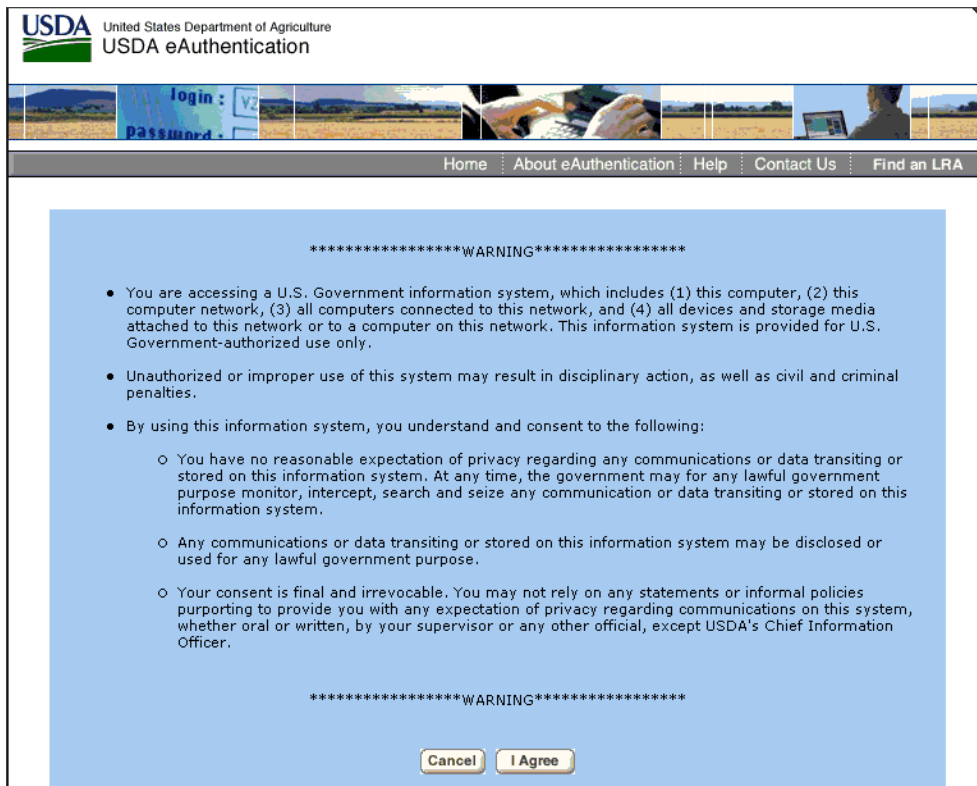 USDA United States Department of Agriculture
USDA eAuthentication
login :
password :
Home About eAuthentication Help Contact Us Find an LRA
*****************WARNING*****************
● You are accessing a U.S. Government information system, which includes (1) this computer, (2) this
computer network, (3) all computers connected to this network, and (4) all devices and storage media
attached to this network or to a computer on this network. This information system is provided for U.S.
Government-authorized use only.
● Unauthorized or improper use of this system may result in disciplinary action, as well as civil and criminal
penalties.
● By using this information system, you understand and consent to the following:
o You have no reasonable expectation of privacy regarding any communications or data transiting or
stored on this information system. At any time, the government may for any lawful government
purpose monitor, intercept, search and seize any communication or data transiting or stored on this
information system.
o Any communications or data transiting or stored on this information system may be disclosed or
used for any lawful government purpose.
o Your consent is final and irrevocable. You may not rely on any statements or informal policies
purporting to provide you with any expectation of privacy regarding communications on this system,
whether oral or written, by your supervisor or any other official, except USDA's Chief Information
Officer.
*****************WARNING*****************
Cancel I Agree